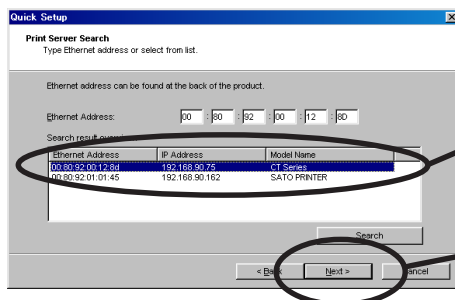 Quick Setup
Print Server Search
Type Ethernet address or select from list.
Ethernet address can be found at the back of the product.
Ethernet Address: 00 : 80 : 92 : 00 : 12 : 8D
Search result
Ethernet Address IP Address Model Name
00:80:92:00:12:8d 192.168.90.75 CT Series
00:80:92:01:01:45 192.168.90.162 SATO PRINTER
Search
< Back Next > Cancel